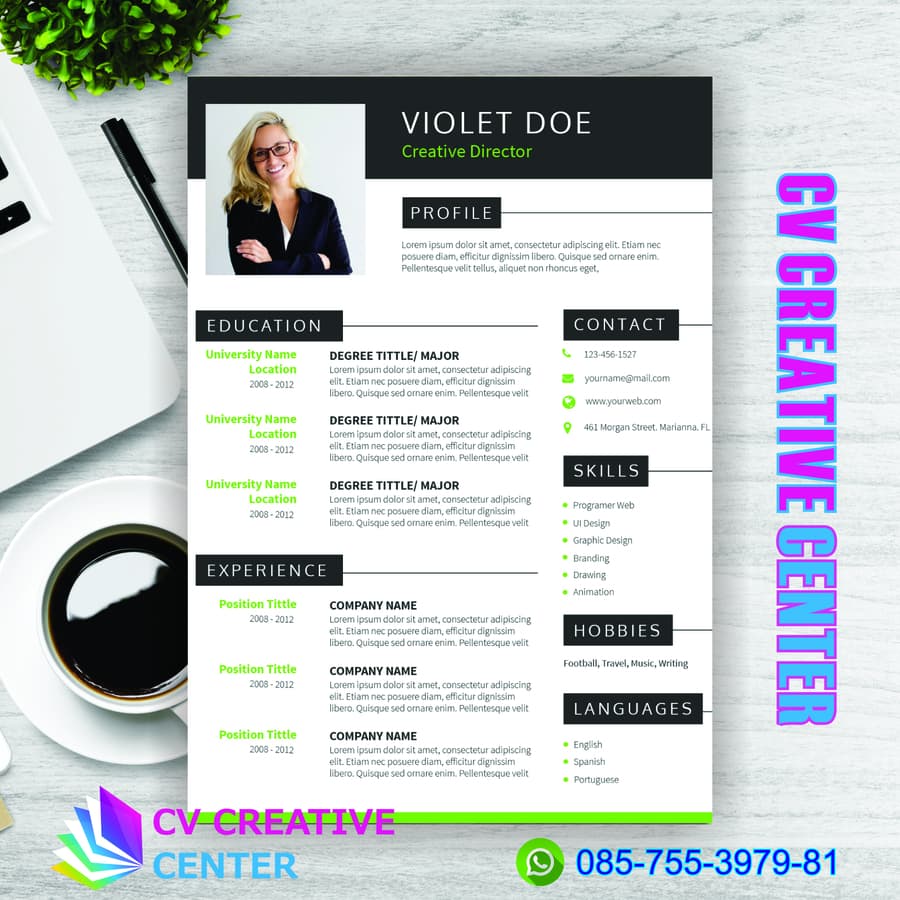 VIOLET DOE
Creative Director
PROFILE
Lorem ipsum dolor sit amet, consectetur adipiscing elit. Etiam nec
posuere diam, efficitur dignissim libero. Quisque sed ornare enim.
Pellentesque velit tellus, aliquet non rhoncus eget,
EDUCATION
University Name
Location
2008 - 2012
DEGREE TITTLE/ MAJOR
Lorem ipsum dolor sit amet, consectetur adipiscing
elit. Etiam nec posuere diam, efficitur dignissim
libero. Quisque sed ornare enim. Pellentesque velit
University Name
Location
2008 - 2012
DEGREE TITTLE/ MAJOR
Lorem ipsum dolor sit amet, consectetur adipiscing
elit. Etiam nec posuere diam, efficitur dignissim
libero. Quisque sed ornare enim. Pellentesque velit
University Name
Location
2008 - 2012
DEGREE TITTLE/ MAJOR
Lorem ipsum dolor sit amet, consectetur adipiscing
elit. Etiam nec posuere diam, efficitur dignissim
libero. Quisque sed ornare enim. Pellentesque velit
EXPERIENCE
Position Tittle
2008 - 2012
COMPANY NAME
Lorem ipsum dolor sit amet, consectetur adipiscing
elit. Etiam nec posuere diam, efficitur dignissim
libero. Quisque sed ornare enim. Pellentesque velit
Position Tittle
2008 - 2012
COMPANY NAME
Lorem ipsum dolor sit amet, consectetur adipiscing
elit. Etiam nec posuere diam, efficitur dignissim
libero. Quisque sed ornare enim. Pellentesque velit
Position Tittle
2008 - 2012
COMPANY NAME
Lorem ipsum dolor sit amet, consectetur adipiscing
elit. Etiam nec posuere diam, efficitur dignissim
libero. Quisque sed ornare enim. Pellentesque velit
CONTACT
123-456-1527
yourname@mail.com
www.yourweb.com
461 Morgan Street. Marianna. FL
SKILLS
Programer Web
UI Design
Graphic Design
Branding
Drawing
Animation
HOBBIES
Football, Travel, Music, Writing
LANGUAGES
English
Spanish
Portuguese
CV CREATIVE CENTER
CV CREATIVE
CENTER
085-755-3979-81